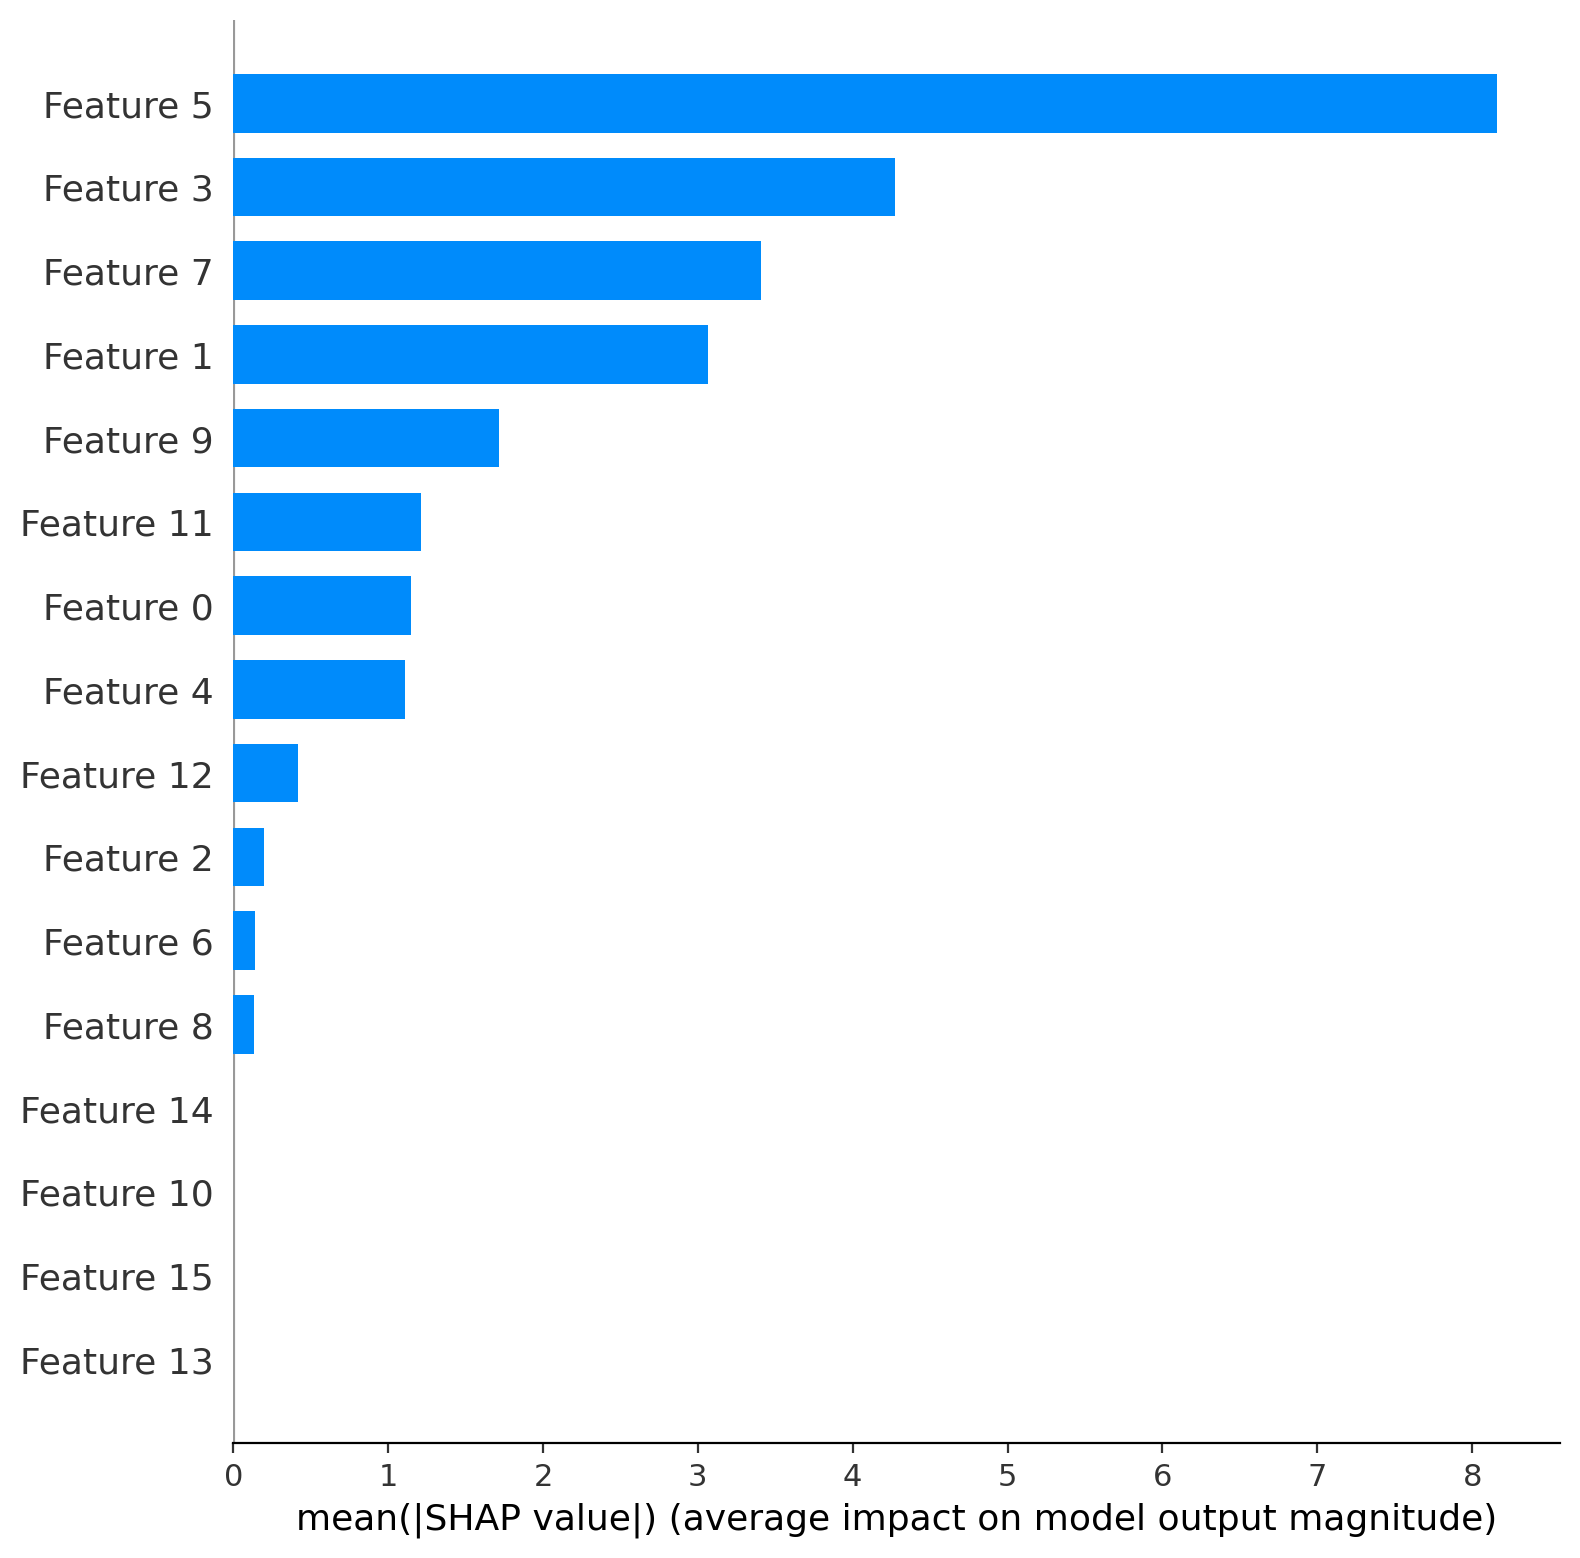 Feature 5
Feature 3
Feature 7
Feature 1
Feature 9
Feature 11
Feature 0
Feature 4
Feature 12
Feature 2
Feature 6
Feature 8
Feature 14
Feature 10
Feature 15
Feature 13
0 1 2 3 4 5 6 7 8
mean(|SHAP value|) (average impact on model output magnitude)